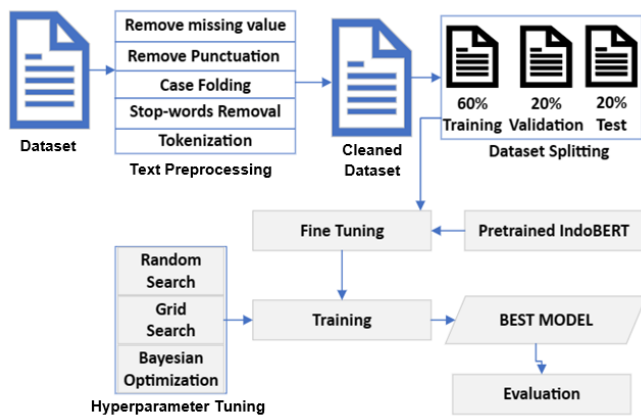 Remove missing value
Remove Punctuation
Case Folding
Stop-words Removal
Tokenization
Dataset
Text Preprocessing
Cleaned
Dataset
60%
Training
20%
Validation
20%
Test
Dataset Splitting
Fine Tuning
Pretrained IndoBERT
Random
Search
Grid
Search
Bayesian
Optimization
Hyperparameter Tuning
Training
BEST MODEL
Evaluation